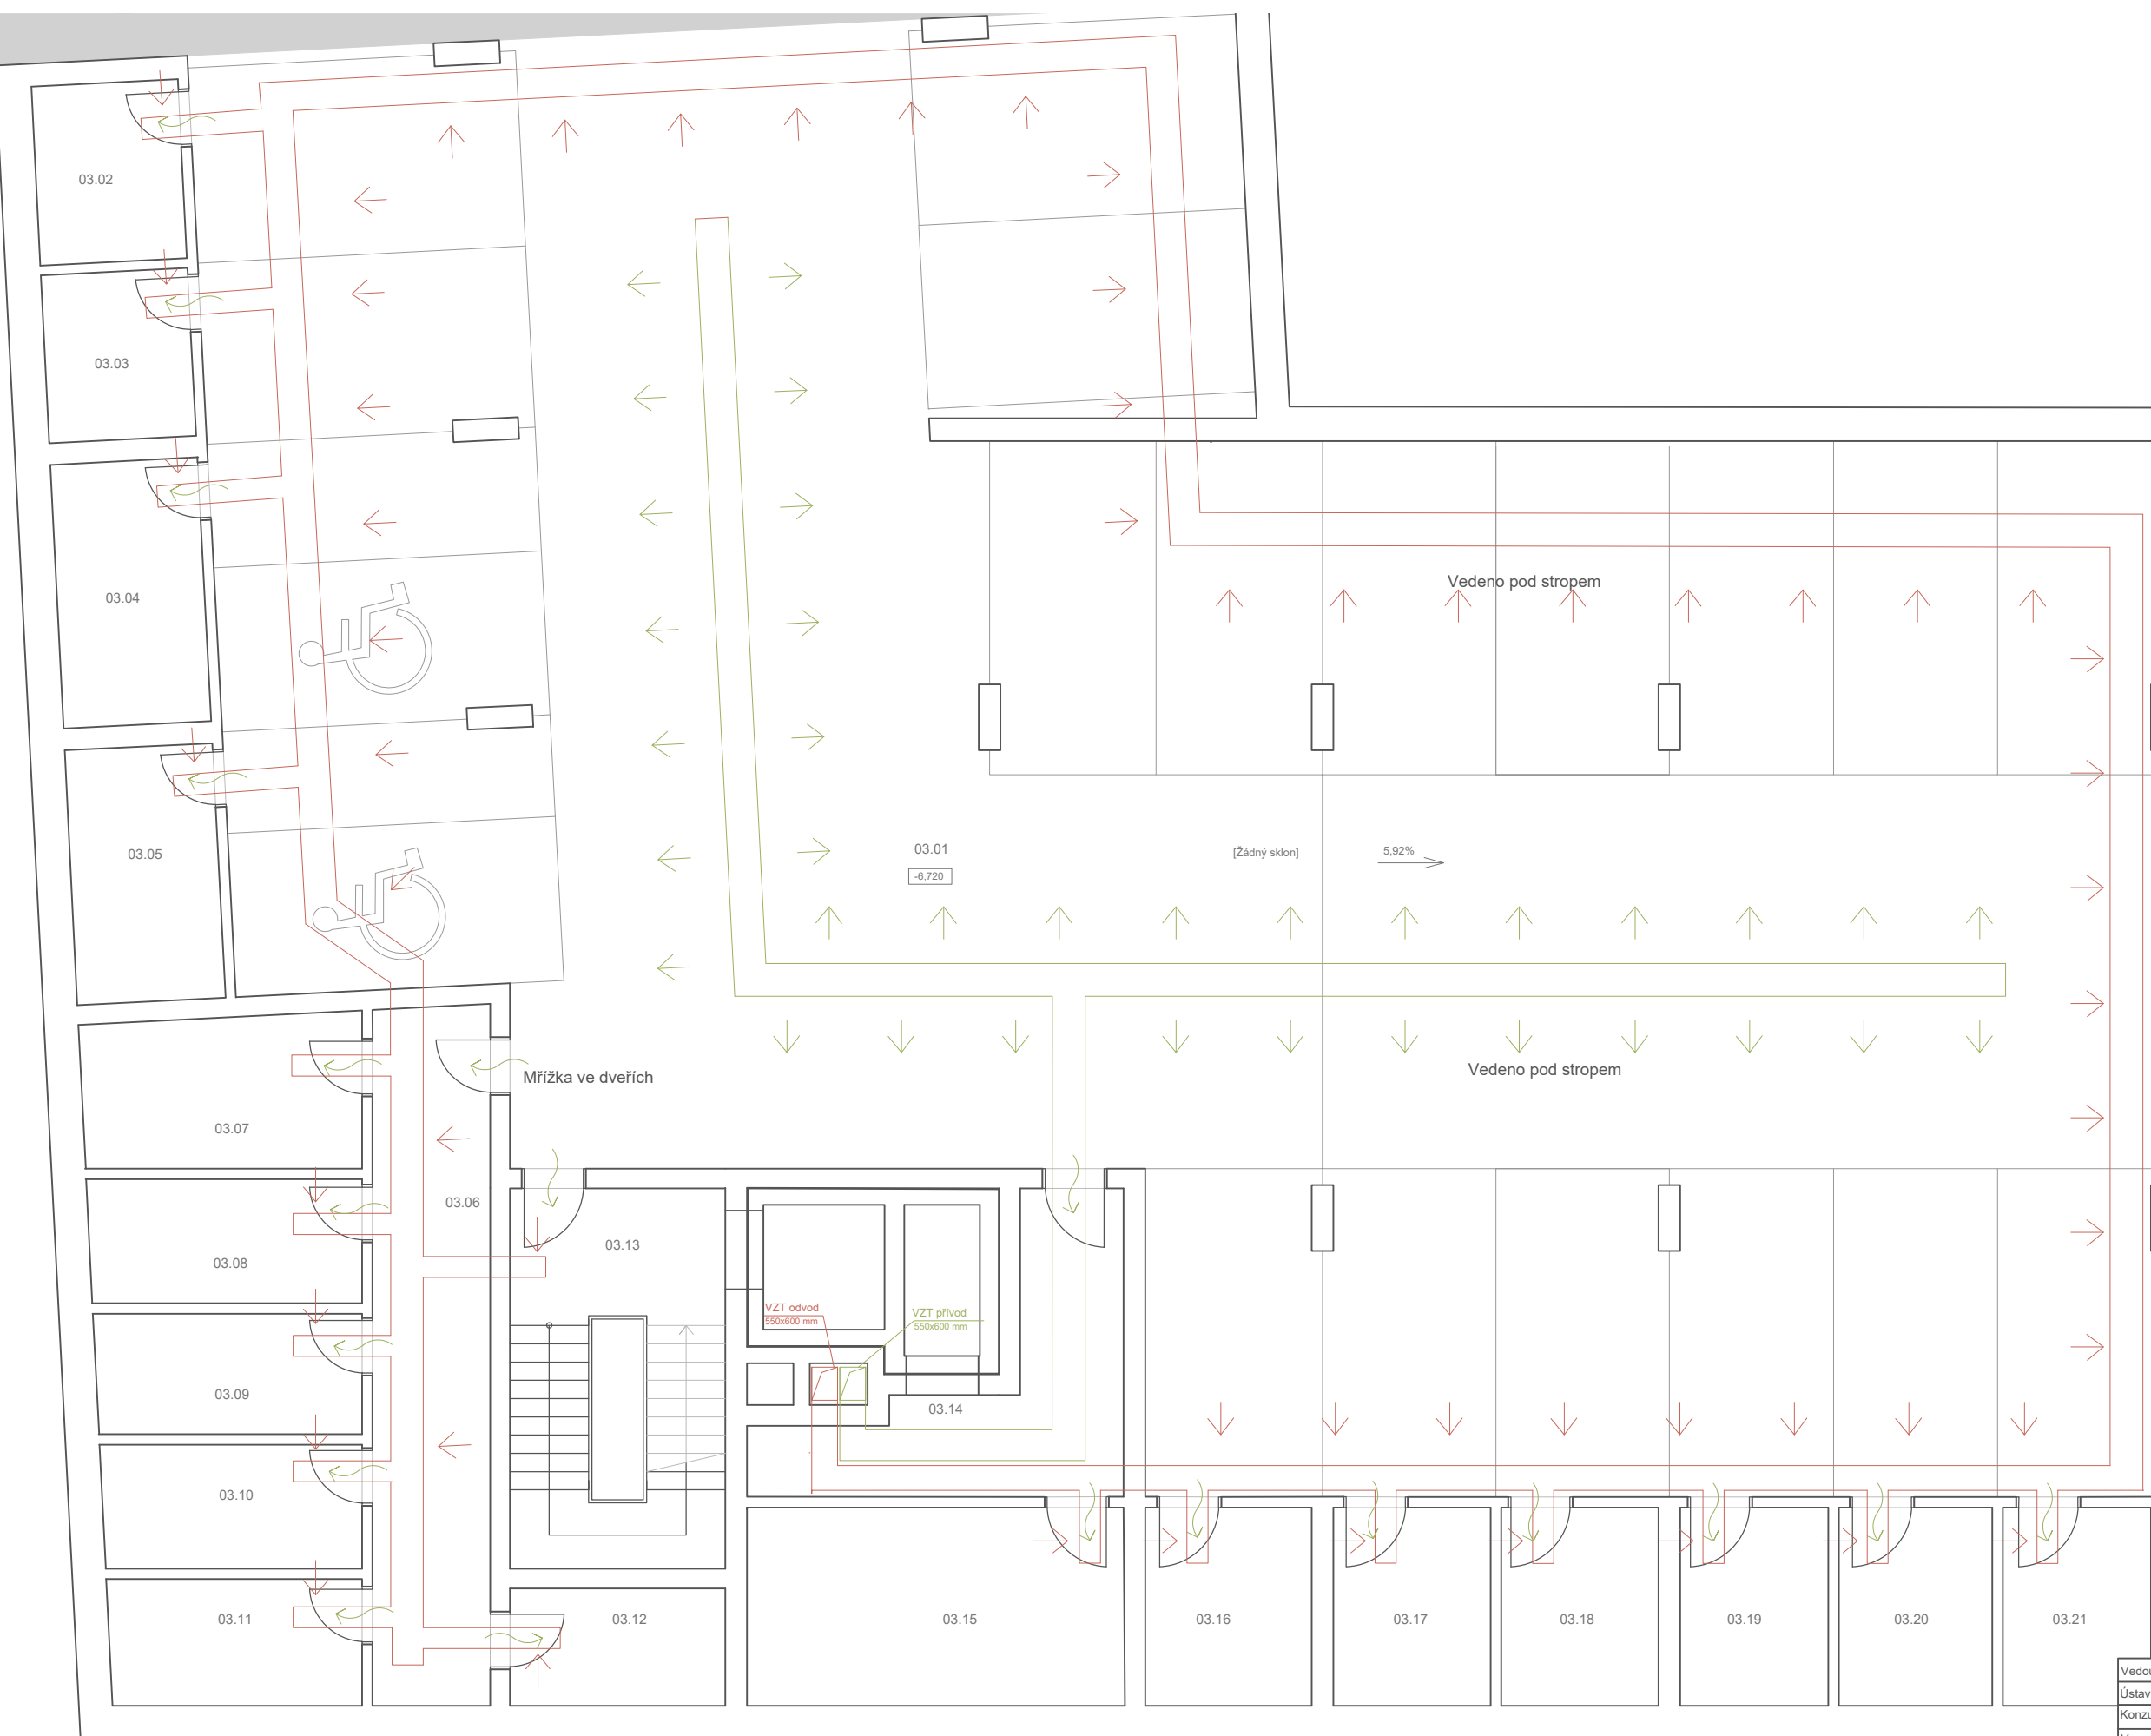 03.02
03.03
03.04
Vedeno pod stropem
03.05
03.01
-6,720
[Žádný sklon]
5,92%
Mřížka ve dveřích
Vedeno pod stropem
03.07
03.06
03.08
03.13
VZT odvod
550x600 mm
VZT přívod
550x600 mm
03.09
03.14
03.10
03.11
03.12
03.15
03.16
03.17
03.18
03.19
03.20
03.21
Vedou
Ústav
Konzu